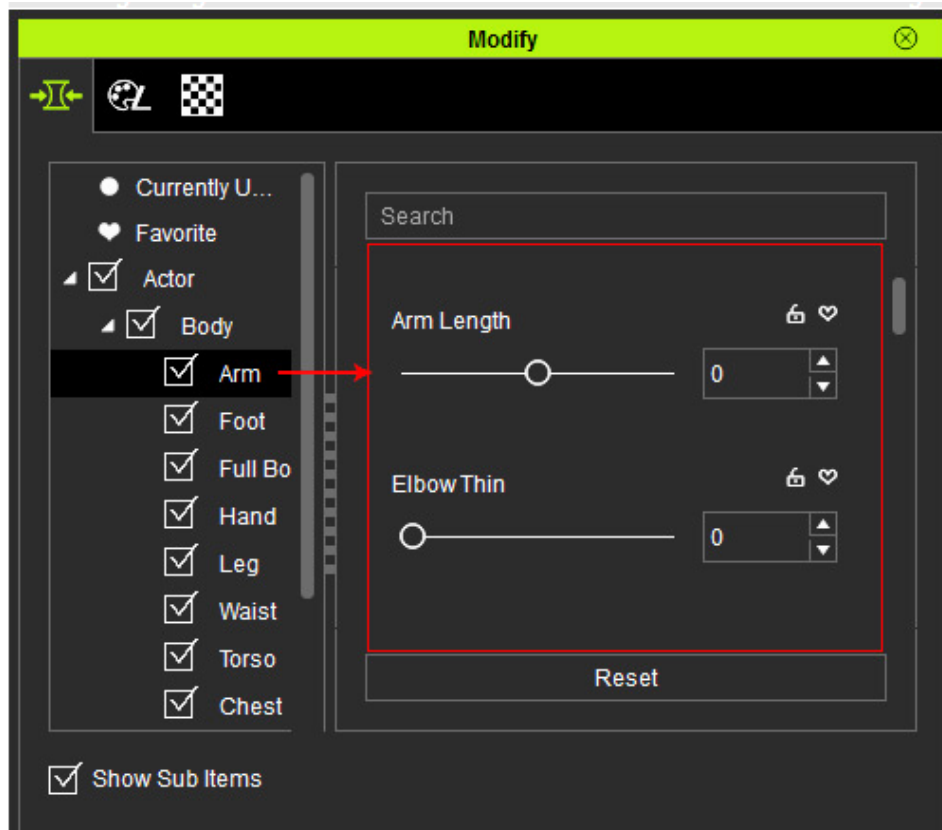 Modify
Currently U...
Favorite
Actor
Body
Arm
Foot
Full Bo
Hand
Leg
Waist
Torso
Chest
Search
Arm Length
0
Elbow Thin
0
Reset
Show Sub Items